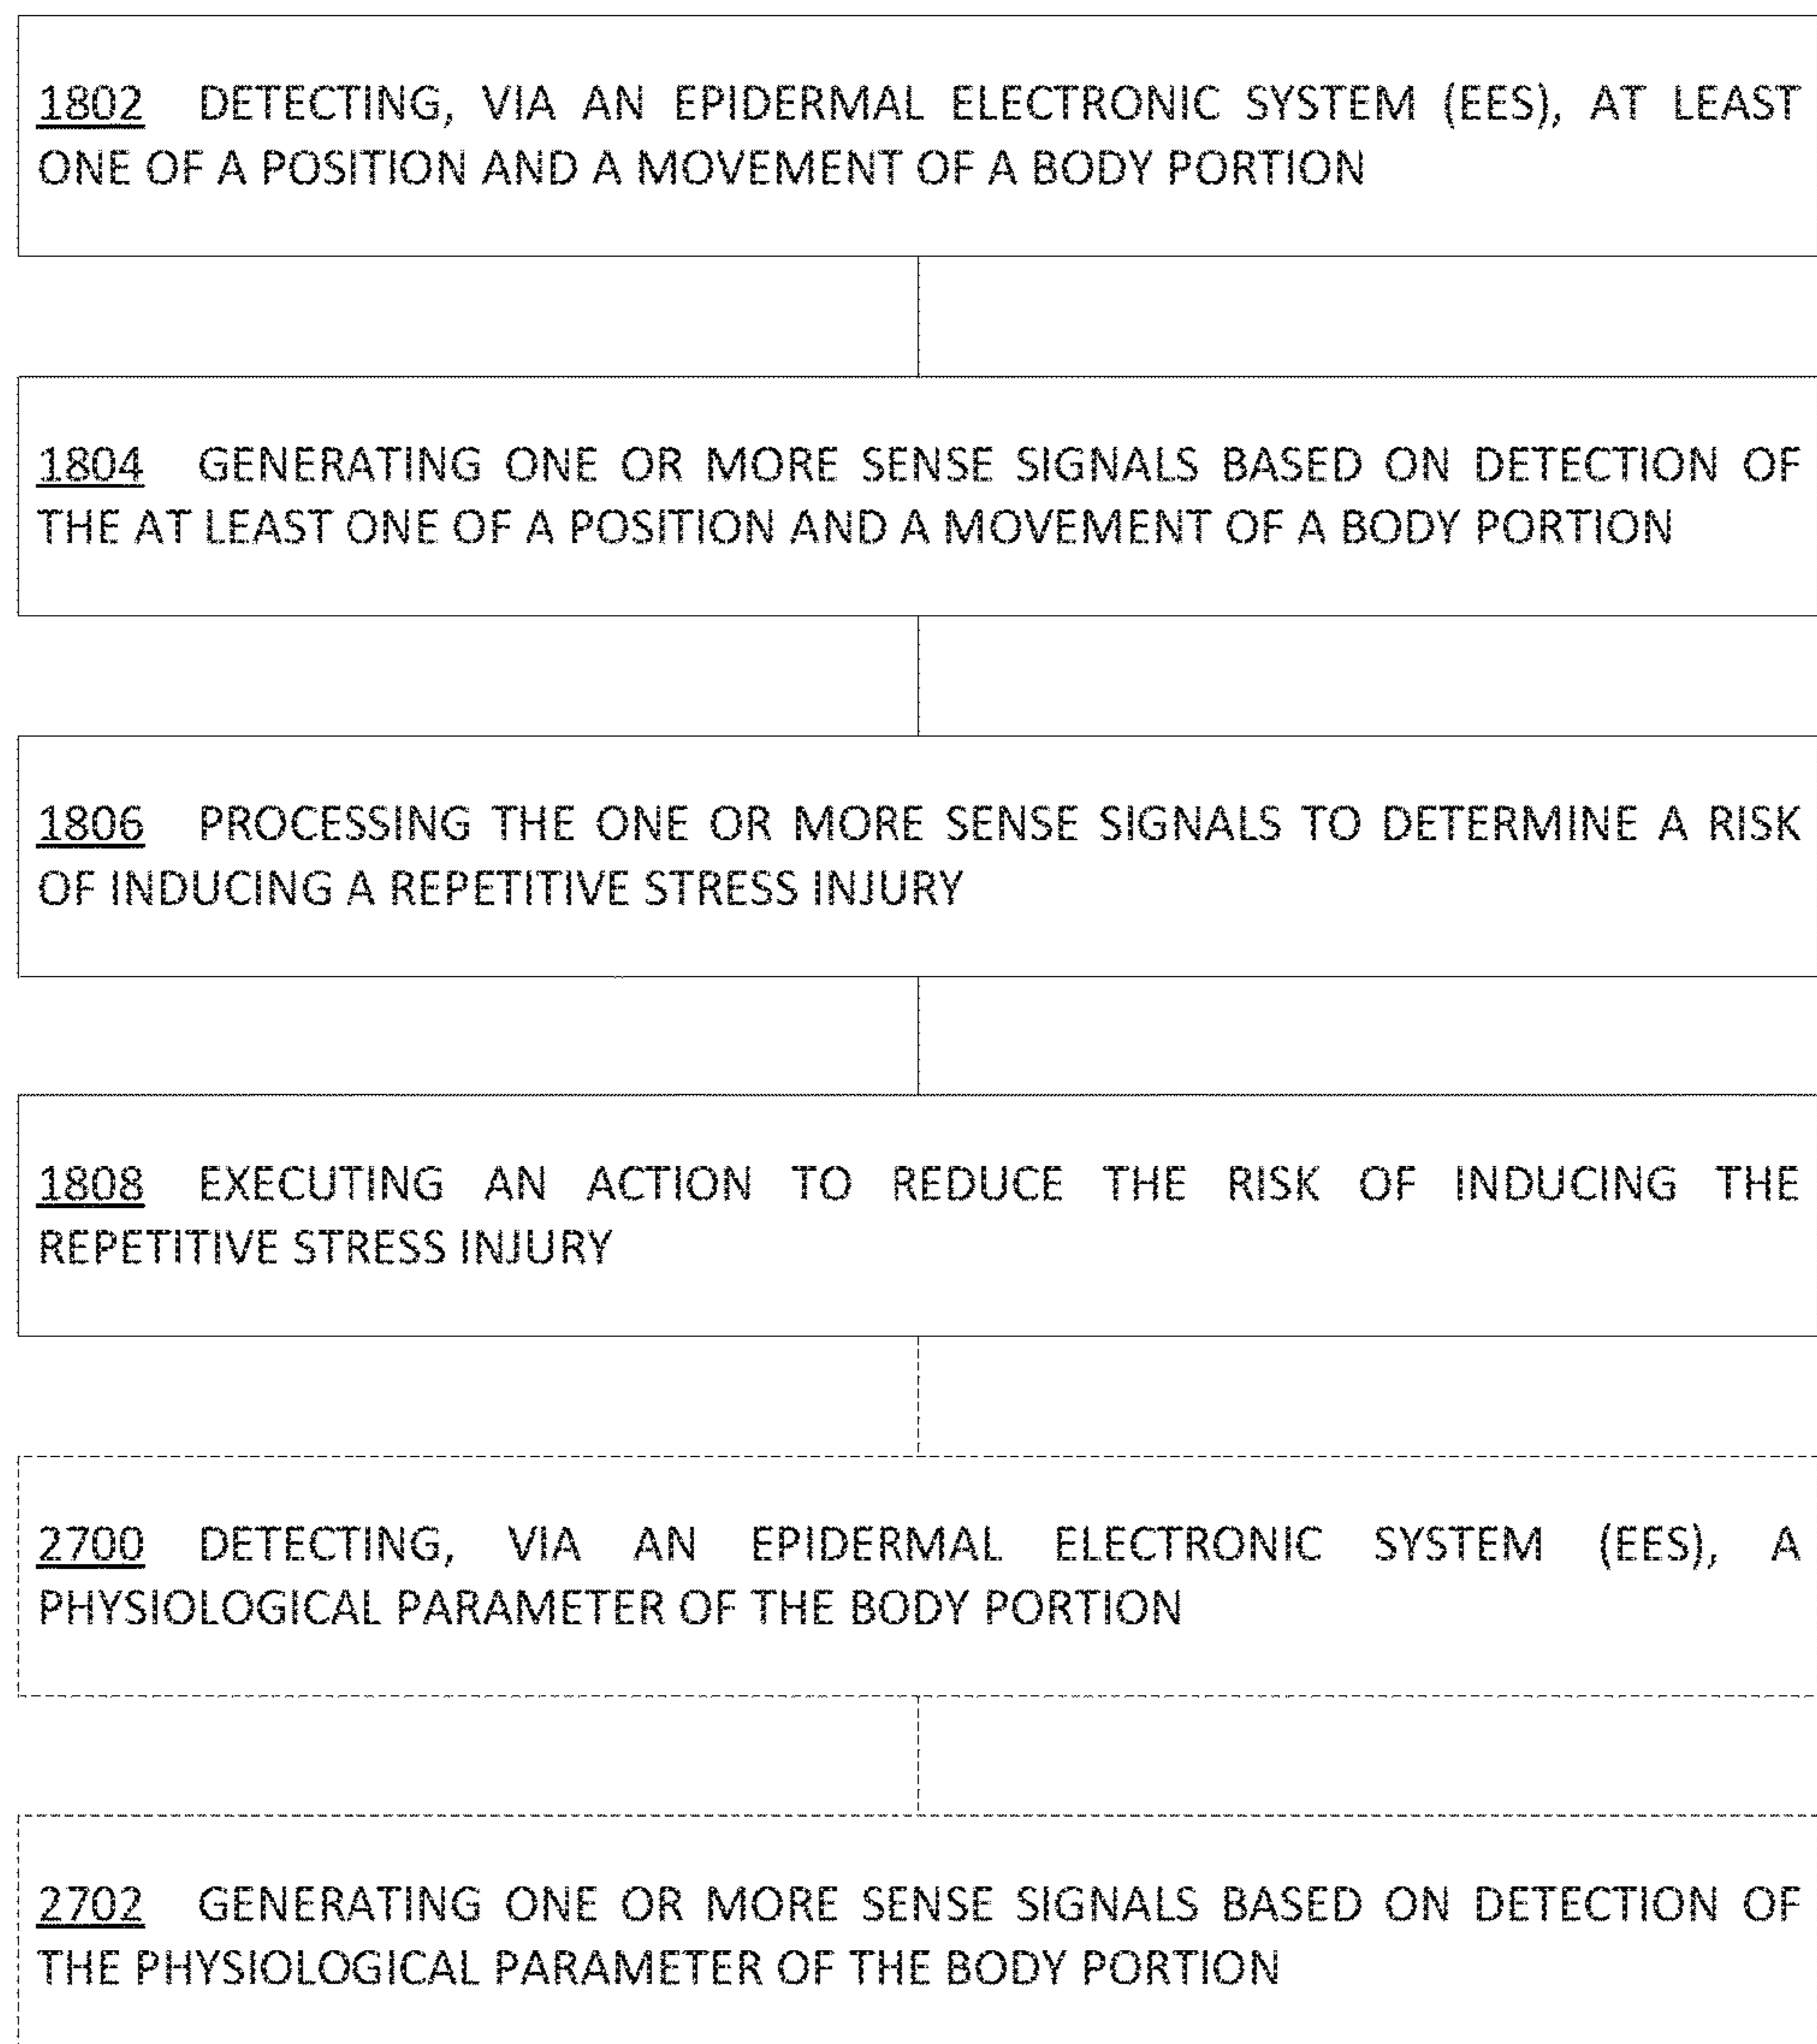 1802 DETECTING, VIA AN EPIDERMAL ELECTRONIC SYSTEM (EES), AT LEAST
ONE OF A POSITION AND A MOVEMENT OF A BODY PORTION
1804 GENERATING ONE OR MORE SENSE SIGNALS BASED ON DETECTION OF
THE AT LEAST ONE OF A POSITION AND A MOVEMENT OF A BODY PORTION
1806 PROCESSING THE ONE OR MORE SENSE SIGNALS TO DETERMINE A RISK
OF INDUCING A REPETITIVE STRESS INJURY
1808 EXECUTING AN ACTION TO REDUCE THE RISK OF INDUCING THE
REPETITIVE STRESS INJURY
2700 DETECTING, VIA AN EPIDERMAL ELECTRONIC SYSTEM (EES), A
PHYSIOLOGICAL PARAMETER OF THE BODY PORTION
2702 GENERATING ONE OR MORE SENSE SIGNALS BASED ON DETECTION OF
THE PHYSIOLOGICAL PARAMETER OF THE BODY PORTION